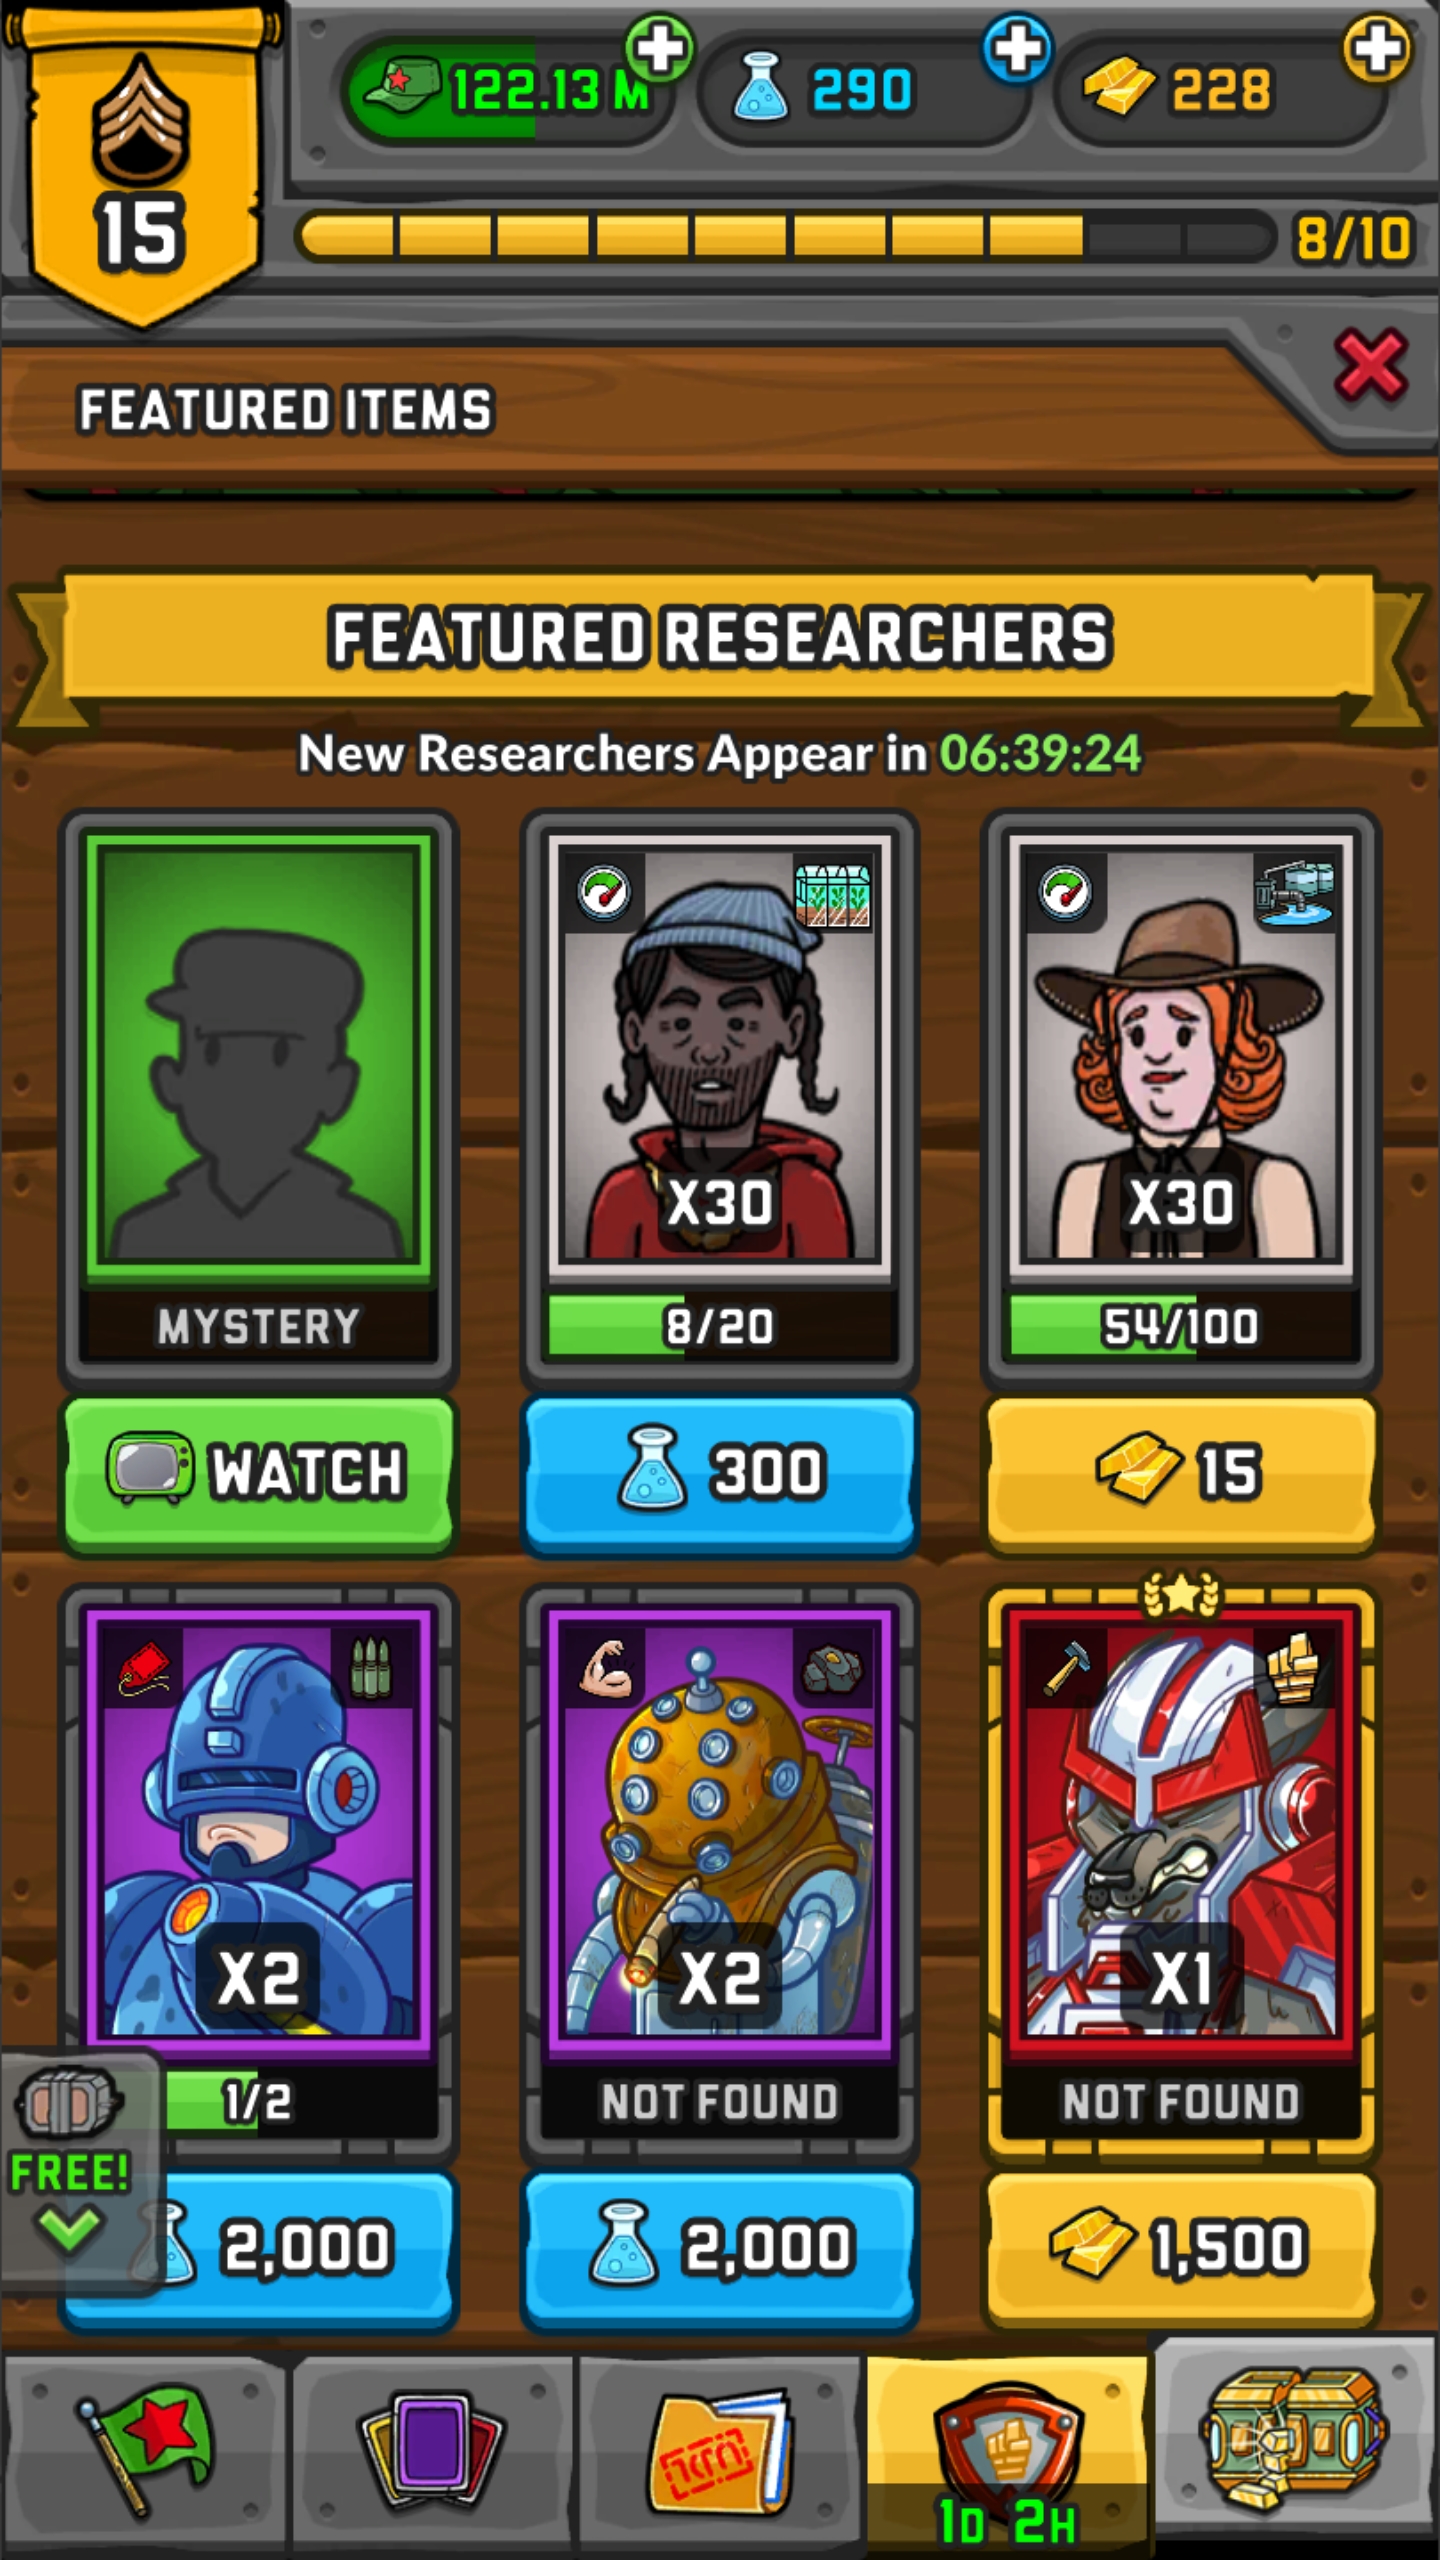 122.13 M
290
228
15
8/10
FEATURED ITEMS
FEATURED RESEARCHERS
New Researchers Appear in 06:39:24
X30
X30
MYSTERY
8/20
54/100
WATCH
300
15
X2
X2
X1
1/2
NOT FOUND
NOT FOUND
FREE!
2,000
2,000
1,500
1D 2H